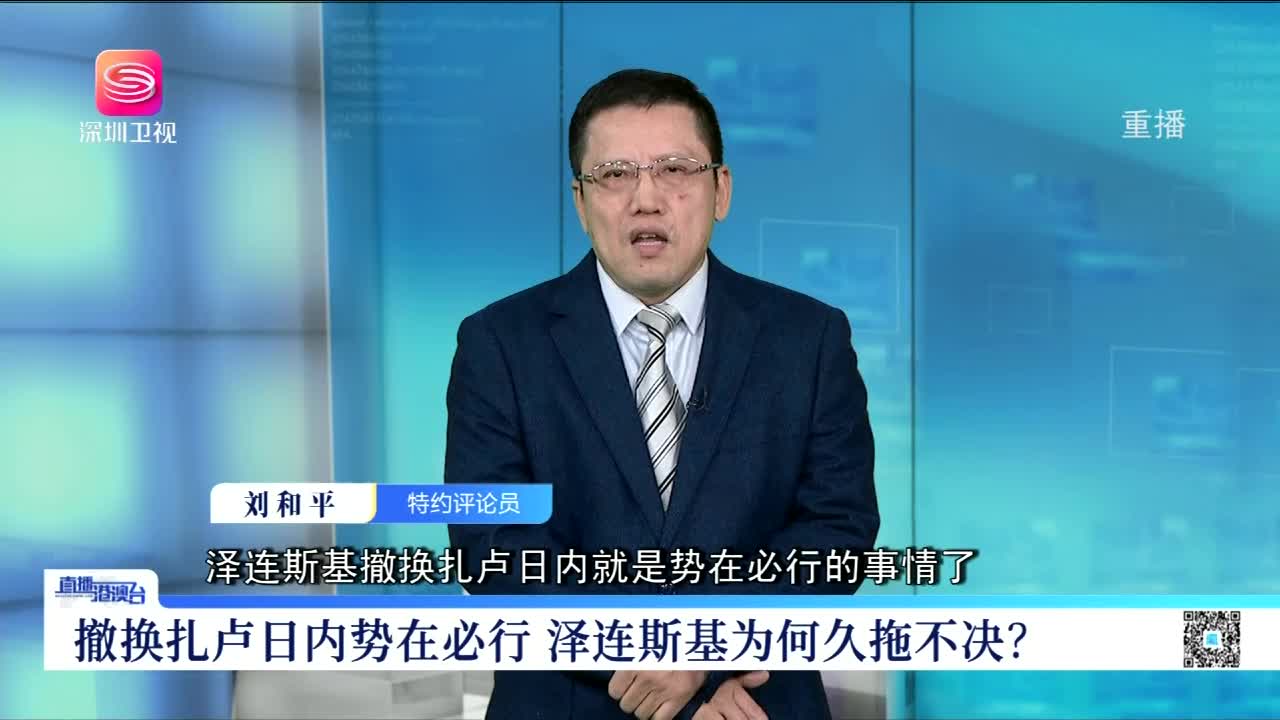 深圳卫视
重播
刘和平 特约评论员
泽连斯基撤换扎卢日内就是势在必行的事情了
直播港澳台
撤换扎卢日内势在必行 泽连斯基为何久拖不决?